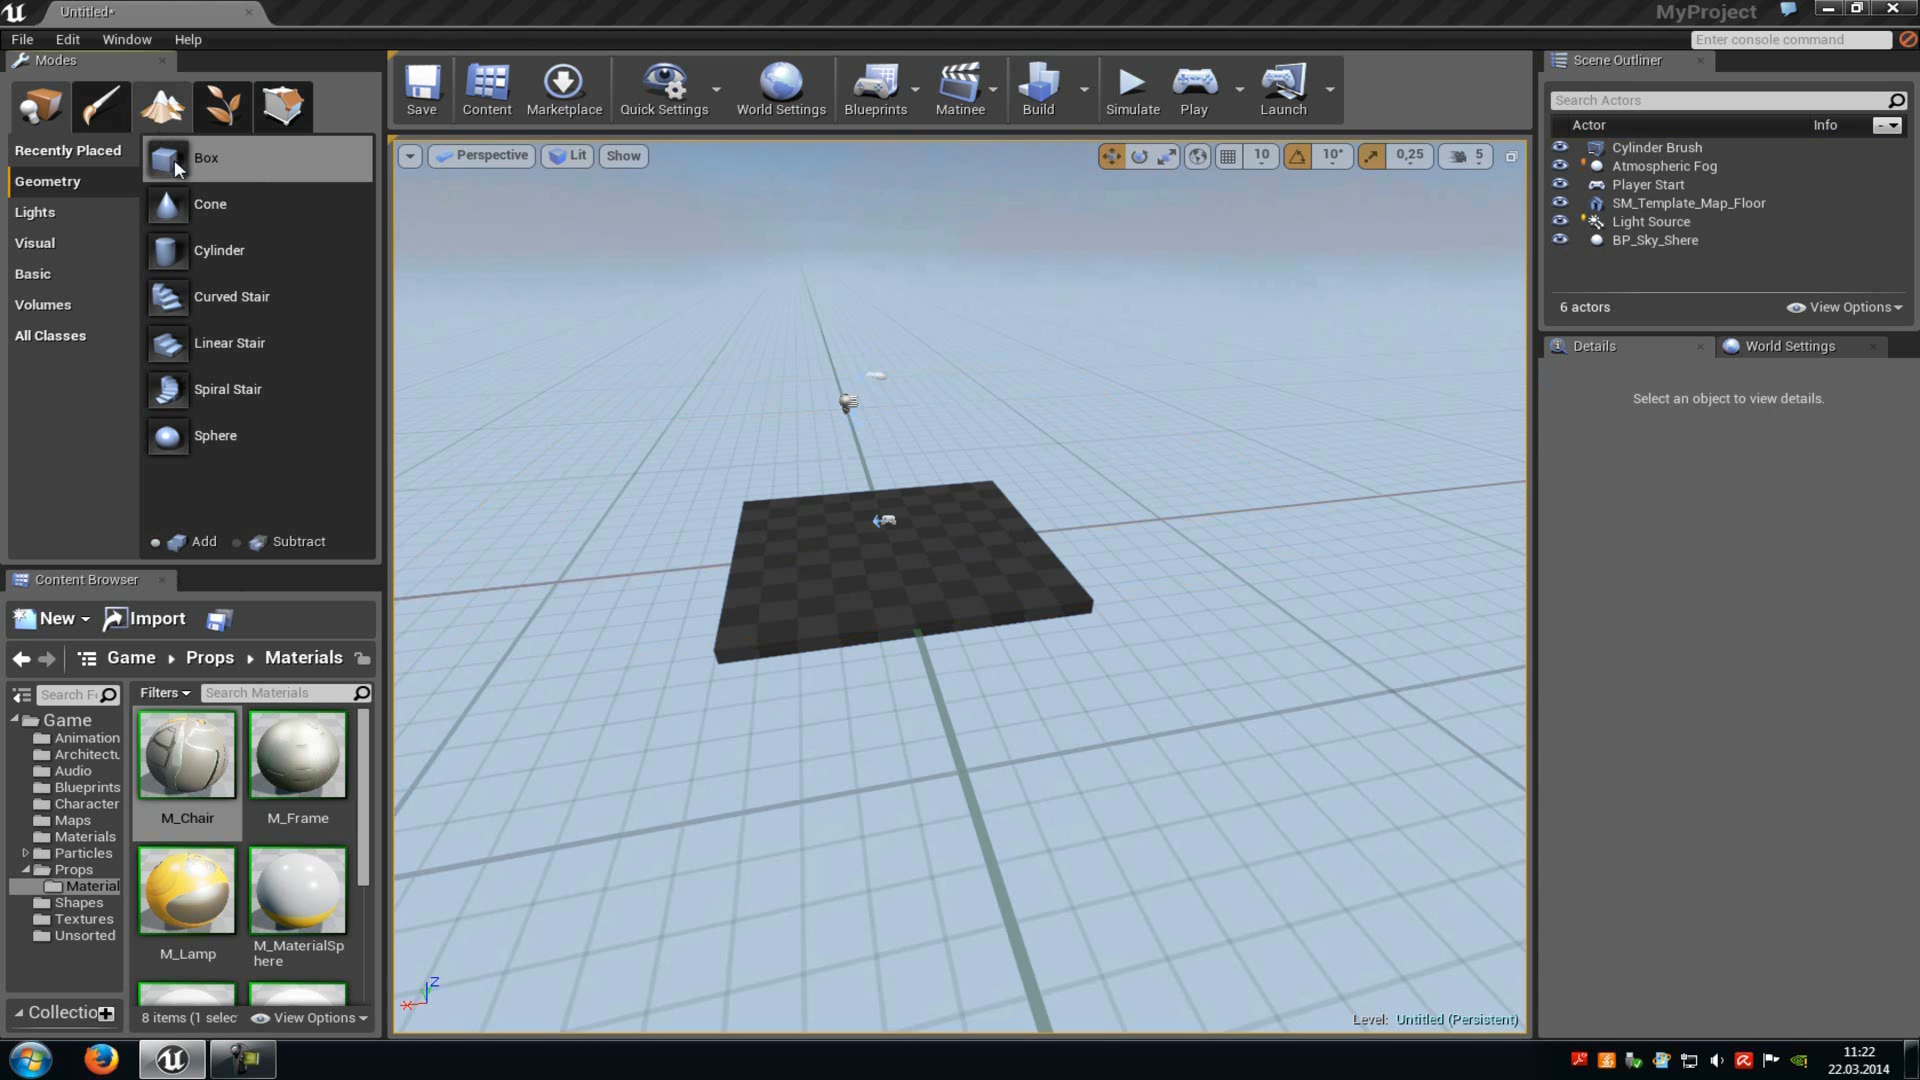 Untitled*
MyProject
File Edit Window Help
Enter console command
Modes
Recently Placed
Geometry
Lights
Visual
Basic
Volumes
All Classes
Box
Cone
Cylinder
Curved Stair
Linear Stair
Spiral Stair
Sphere
Add Subtract
Save
Content
Marketplace
Quick Settings
World Settings
Blueprints
Matinee
Build
Simulate
Play
Launch
Perspective Lit Show
10 10° 0,25 5
Z
X
Level: Untitled (Persistent)
Scene Outliner
Search Actors
Actor Info
Cylinder Brush
Atmospheric Fog
Player Start
SM_Template_Map_Floor
Light Source
BP_Sky_Shere
6 actors View Options
Details World Settings
Select an object to view details.
Content Browser
New Import
Game Props Materials
Search F
Filters Search Materials
Game
Animation
Architectu
Audio
Blueprints
Character
Maps
Materials
Particles
Props
Material
Shapes
Textures
Unsorted
Collectio
M_Chair
M_Frame
M_Lamp
M_MaterialSp
here
8 items (1 selec View Options
11:22
22.03.2014